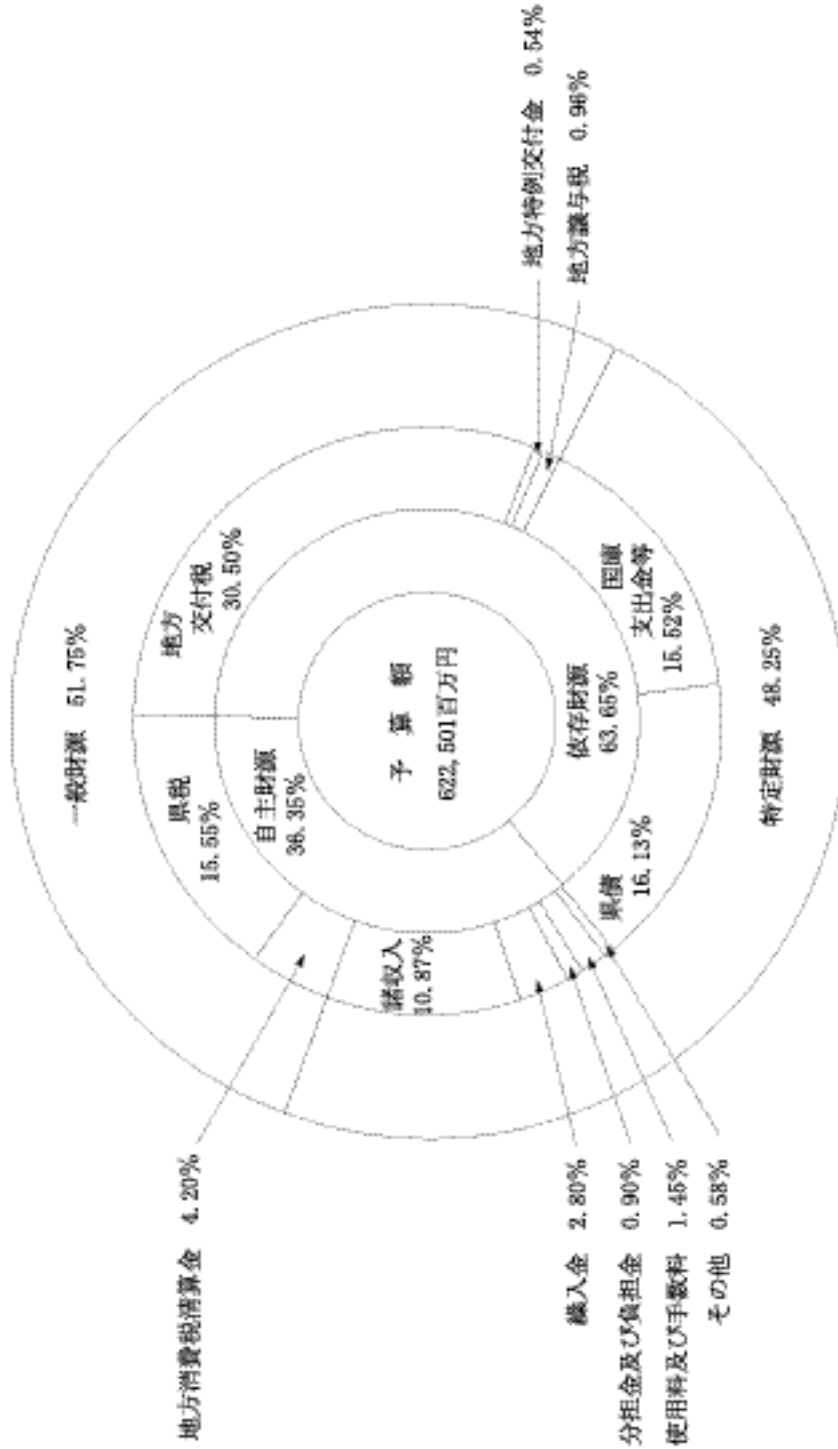 一般財源 51.75%
地方
交付税
30.50%
県税
15.55%
自主財源
36.35%
予 算 額
622,501百万円
依存財源
63.65%
地方特例交付金 0.54%
地方譲与税 0.96%
国庫
支出金等
15.52%
県債
16.13%
特定財源 48.25%
諸収入
10.87%
地方消費税清算金 4.20%
繰入金 2.80%
分担金及び負担金 0.90%
使用料及び手数料 1.45%
その他 0.58%